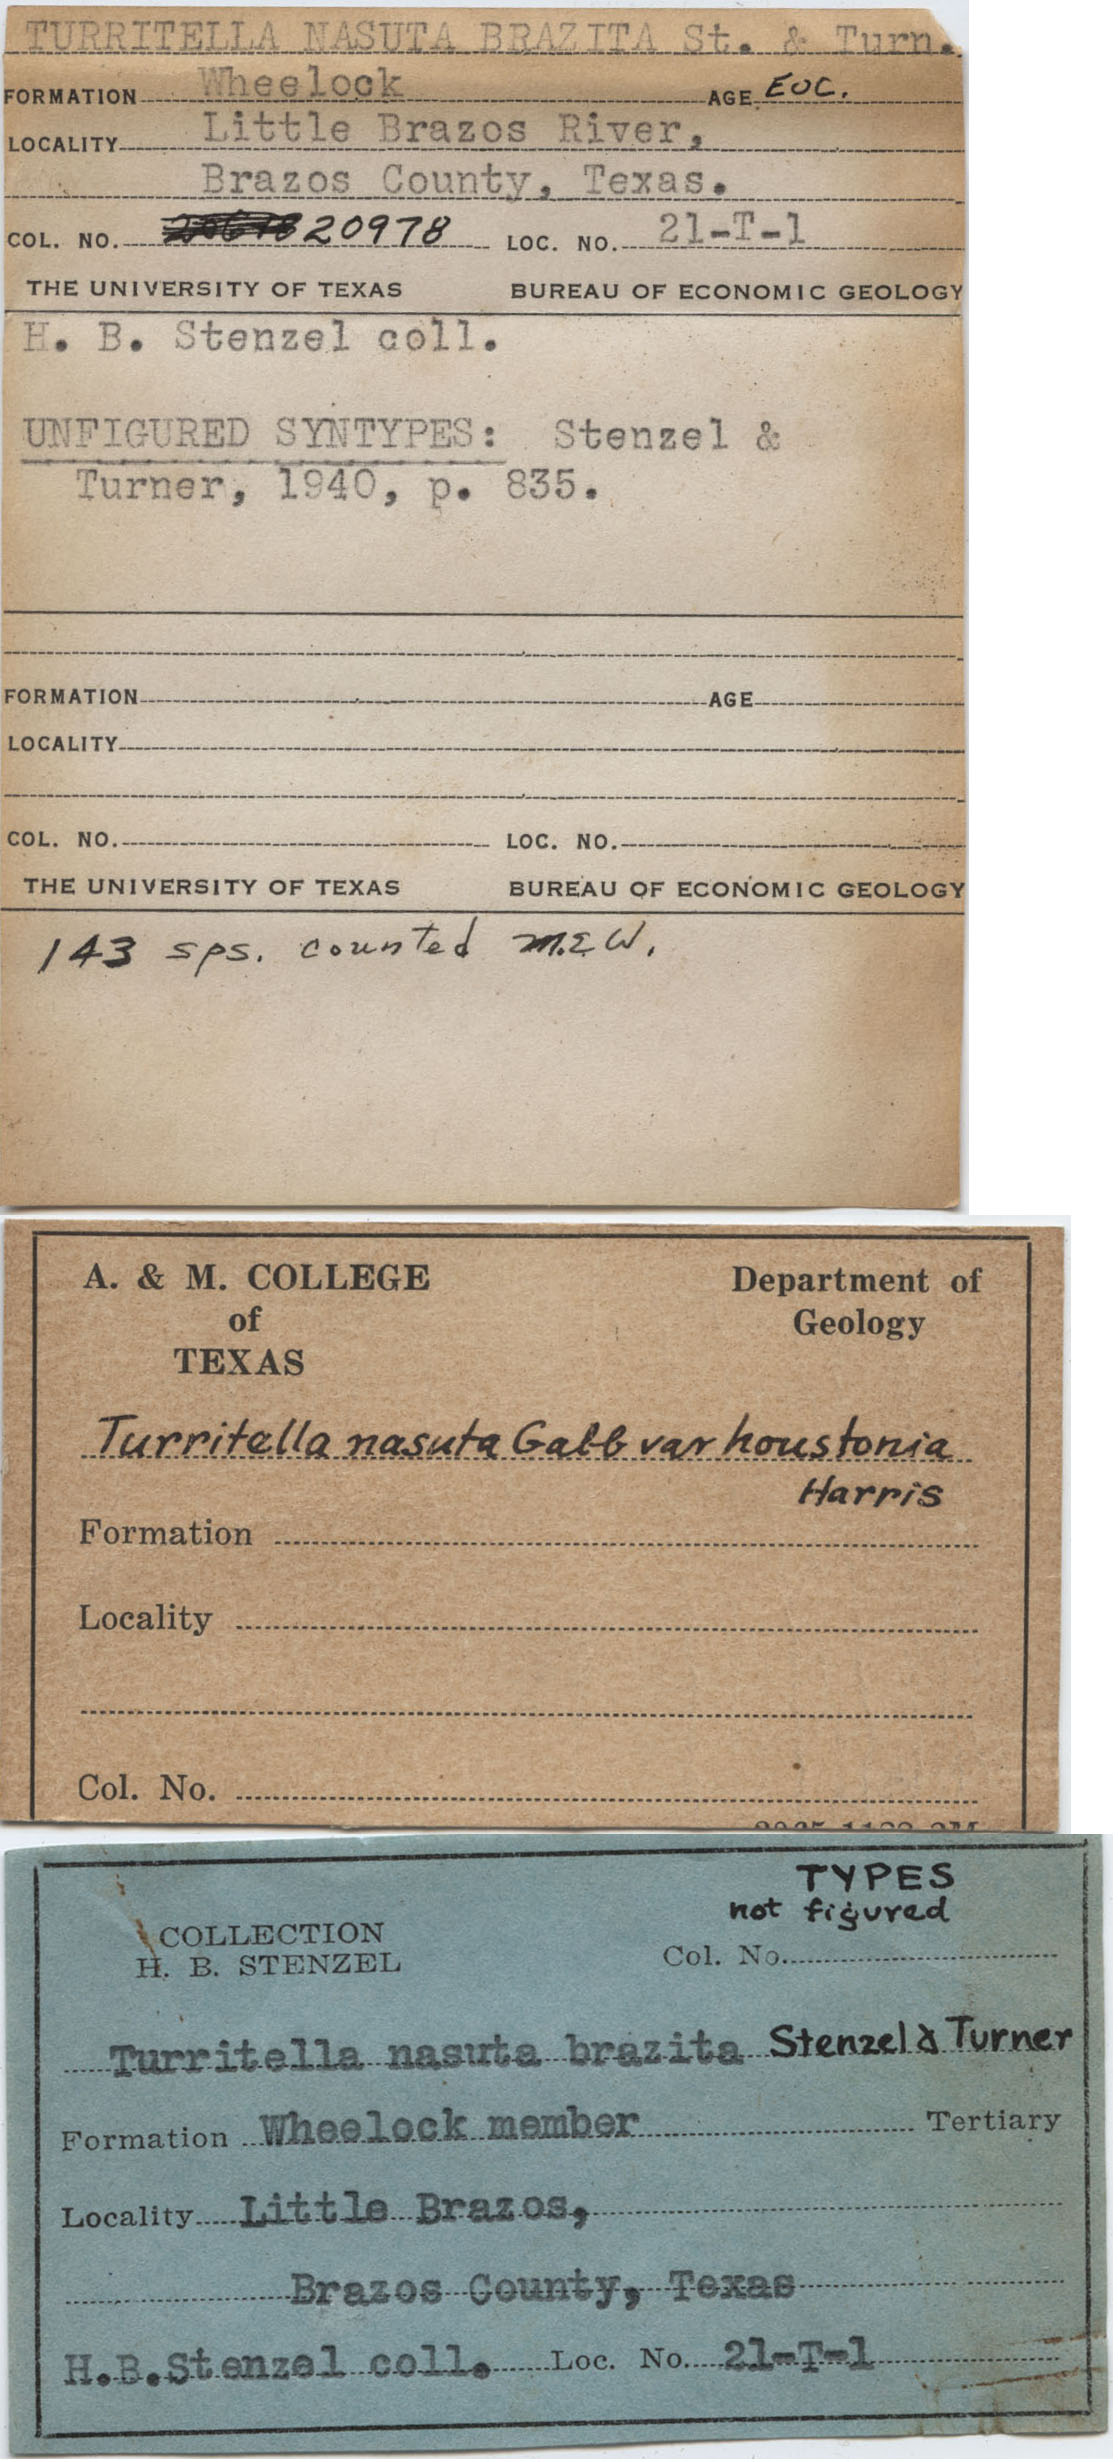 TURRITELLA NASUTA BRAZITA St. & Turn.
FORMATION Wheelock AGE EOC.
LOCALITY Little Brazos River,
Brazos County, Texas.
COL. NO. 20978 LOC. NO. 21-T-1
THE UNIVERSITY OF TEXAS BUREAU OF ECONOMIC GEOLOGY
H. B. Stenzel coll.
UNFIGURED SYNTYPES: Stenzel &
Turner, 1940, p. 835.
FORMATION AGE
LOCALITY
COL. NO. LOC. NO.
THE UNIVERSITY OF TEXAS BUREAU OF ECONOMIC GEOLOGY
143 sps. counted M.E.W.
A. & M. COLLEGE Department of
of Geology
TEXAS
Turritella nasuta Gabb var houstonia
Harris
Formation
Locality
Col. No.
TYPES
not figured
COLLECTION
H. B. STENZEL Col. No.
Turritella nasuta brazita Stenzel & Turner
Formation Wheelock member Tertiary
Locality Little Brazos,
Brazos County, Texas
H.B.Stenzel coll. Loc. No. 21-T-1